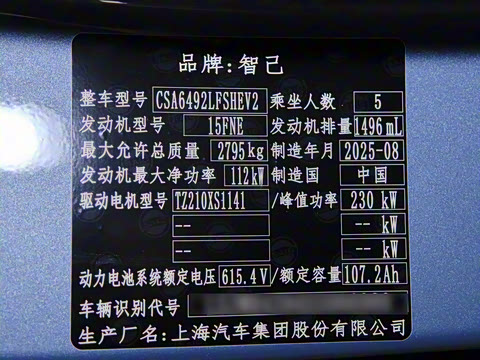 品牌:智己
整车型号 CSA6492LFSHEV2 乘坐人数 5
发动机型号 15FNE 发动机排量 1496mL
最大允许总质量 2795kg 制造年月 2025-08
发动机最大净功率 112kW 制造国 中国
驱动电机型号 TZ210XS1141 /峰值功率 230 kW
-- -- kW
-- -- kW
动力电池系统额定电压 615.4V /额定容量 107.2Ah
车辆识别代号
生产厂名:上海汽车集团股份有限公司